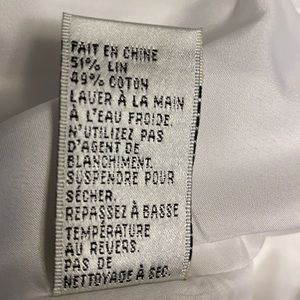 FAIT EN CHINE
51% LIN
49% COTON
LAVER À LA MAIN
À L'EAU FROIDE.
N'UTILIZEZ PAS
D'AGENT DE
BLANCHIMENT.
SUSPENDRE POUR
SÉCHER.
REPASSEZ À BASSE
TEMPÉRATURE
AU REVERS.
PAS DE
NETTOYAGE À SEC.